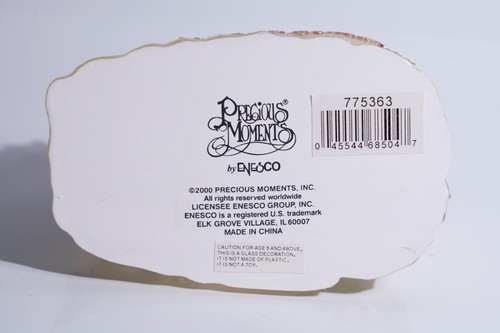 PRECIOUS MOMENTS®
by ENESCO
775363
0 45544 68504 7
©2000 PRECIOUS MOMENTS, INC.
All rights reserved worldwide
LICENSEE ENESCO GROUP, INC.
ENESCO is a registered U.S. trademark
ELK GROVE VILLAGE, IL 60007
MADE IN CHINA
CAUTION FOR AGE'8 AND ABOVE,
THIS IS A GLASS DECORATION,
IT IS NOT MADE OF PLASTIC,
IT IS NOT A TOY.